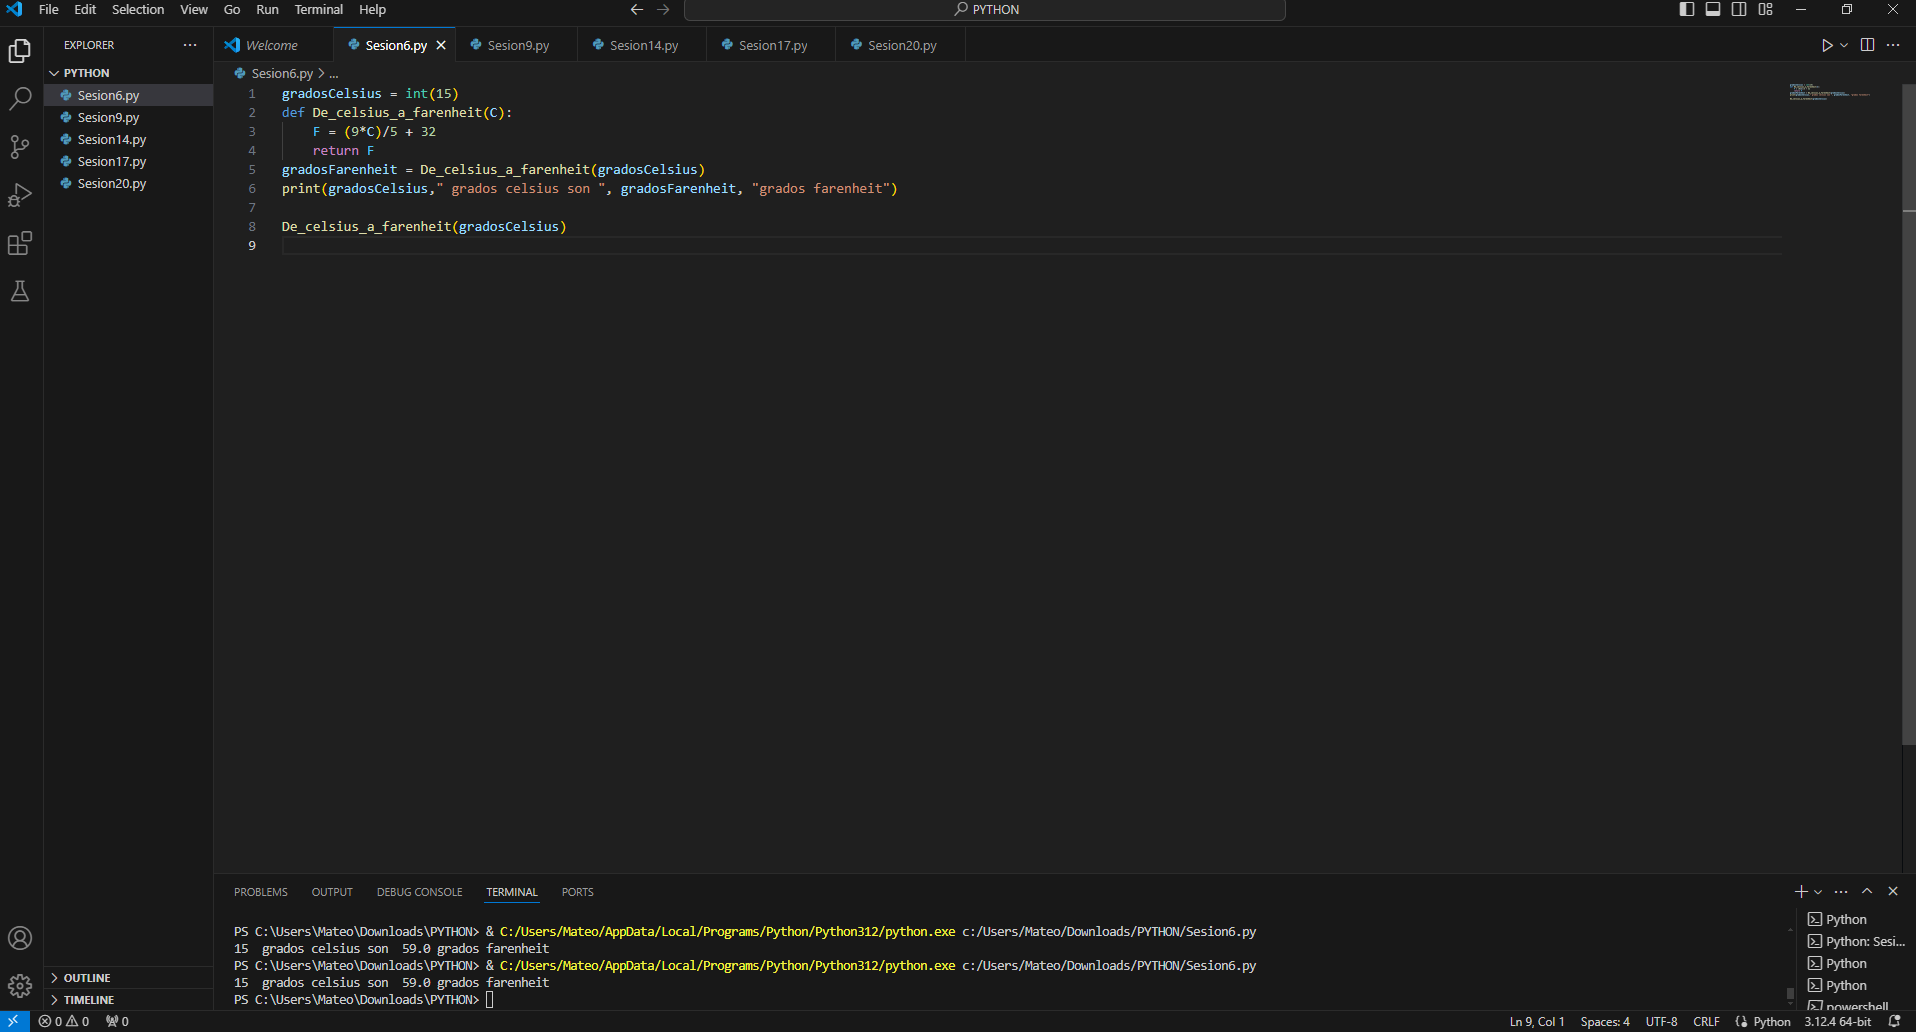 File Edit Selection View Go Run Terminal Help PYTHON
EXPLORER ...
Welcome Sesion6.py Sesion9.py Sesion14.py Sesion17.py Sesion20.py
PYTHON
Sesion6.py
Sesion9.py
Sesion14.py
Sesion17.py
Sesion20.py
Sesion6.py > ...
1 gradosCelsius = int(15)
2 def De_celsius_a_farenheit(C):
3     F = (9*C)/5 + 32
4     return F
5 gradosFarenheit = De_celsius_a_farenheit(gradosCelsius)
6 print(gradosCelsius," grados celsius son ", gradosFarenheit, "grados farenheit")
7
8 De_celsius_a_farenheit(gradosCelsius)
9
PROBLEMS OUTPUT DEBUG CONSOLE TERMINAL PORTS
PS C:\Users\Mateo\Downloads\PYTHON> & C:/Users/Mateo/AppData/Local/Programs/Python/Python312/python.exe c:/Users/Mateo/Downloads/PYTHON/Sesion6.py
15  grados celsius son  59.0 grados farenheit
PS C:\Users\Mateo\Downloads\PYTHON> & C:/Users/Mateo/AppData/Local/Programs/Python/Python312/python.exe c:/Users/Mateo/Downloads/PYTHON/Sesion6.py
15  grados celsius son  59.0 grados farenheit
PS C:\Users\Mateo\Downloads\PYTHON>
Python
Python: Sesi...
Python
Python
powershell
OUTLINE
TIMELINE
0 0 0 Ln 9, Col 1 Spaces: 4 UTF-8 CRLF Python 3.12.4 64-bit